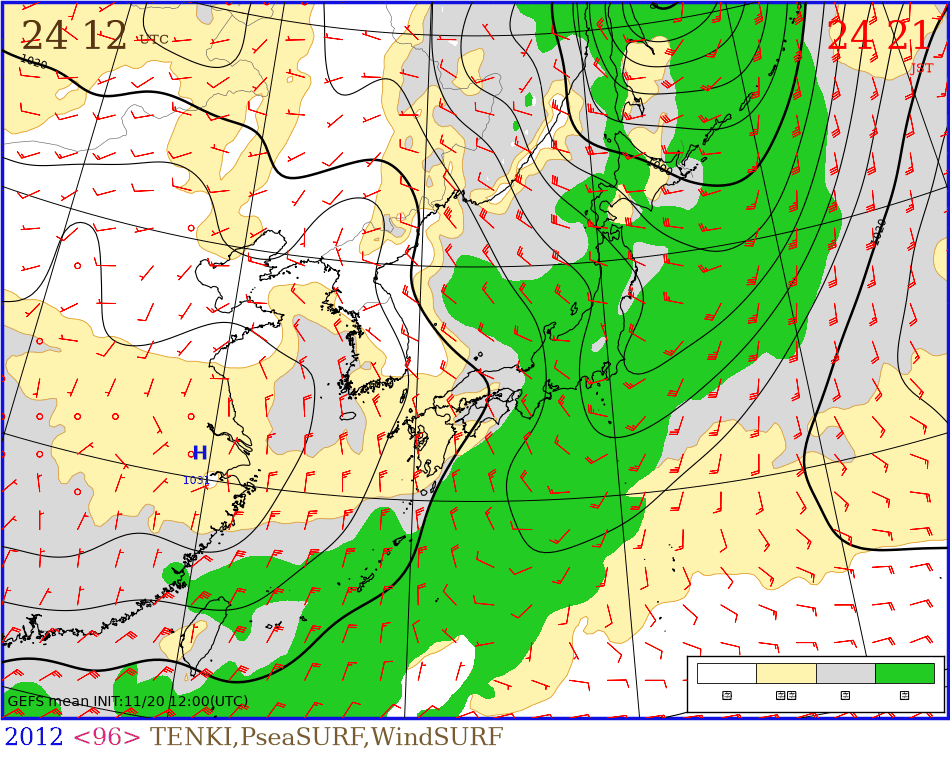 24 12 UTC
24 21
JST
1020
1000
1020
H
1031
GEFS mean INIT:11/20 12:00(UTC)
2012 <96> TENKI,PseaSURF,WindSURF